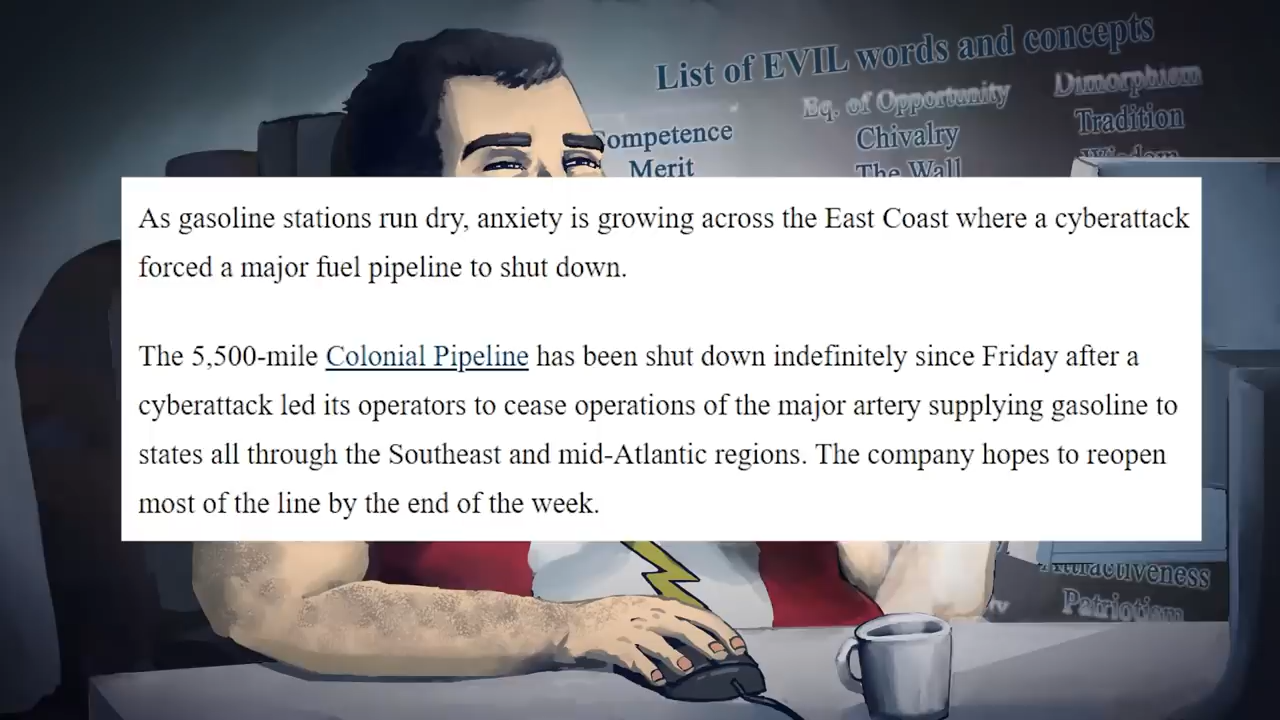 List of EVIL words and concepts
Dimorphism
Eq. of Opportunity
Tradition
Competence
Chivalry
Wisdom
Merit
The Wall
As gasoline stations run dry, anxiety is growing across the East Coast where a cyberattack
forced a major fuel pipeline to shut down.
The 5,500-mile Colonial Pipeline has been shut down indefinitely since Friday after a
cyberattack led its operators to cease operations of the major artery supplying gasoline to
states all through the Southeast and mid-Atlantic regions. The company hopes to reopen
most of the line by the end of the week.
Attractiveness
Patriotism